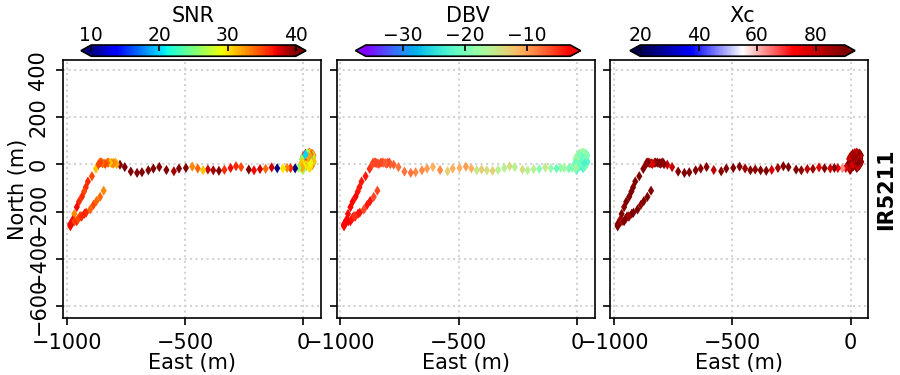 SNR DBV Xc
10 20 30 40 −30 −20 −10 20 40 60 80
400
200
0
−200
−400
−600
North (m)
IR5211
−1000 −500 0 −1000 −500 0 −1000 −500 0
East (m) East (m) East (m)